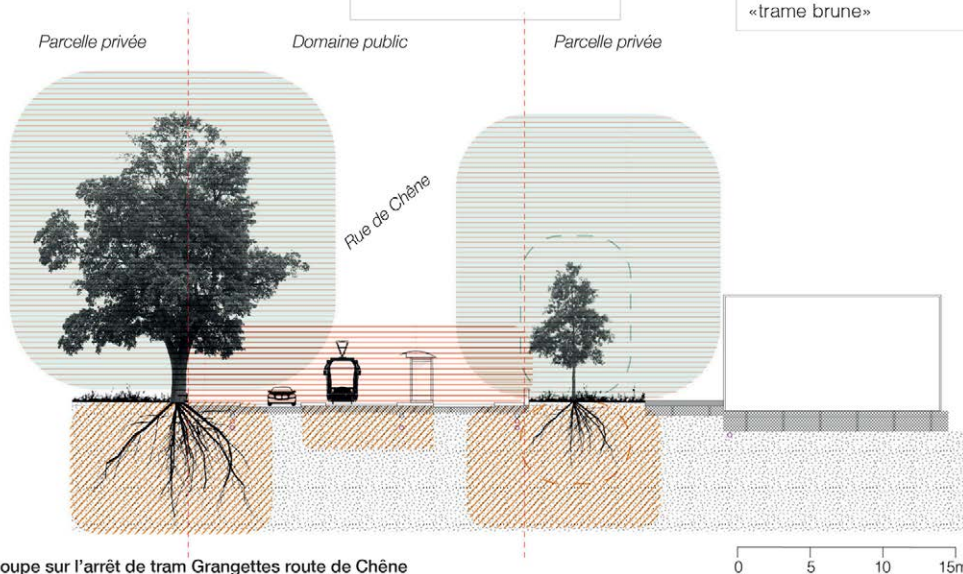 «trame brune»
Parcelle privée
Domaine public
Parcelle privée
Rue de Chêne
oupe sur l'arrêt de tram Grangettes route de Chêne
0 5 10 15m